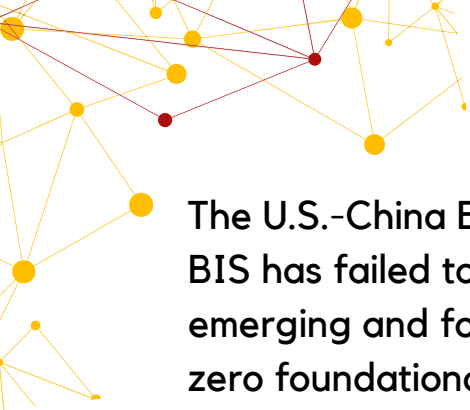 The U.S.-China
BIS has failed
emerging and
zero